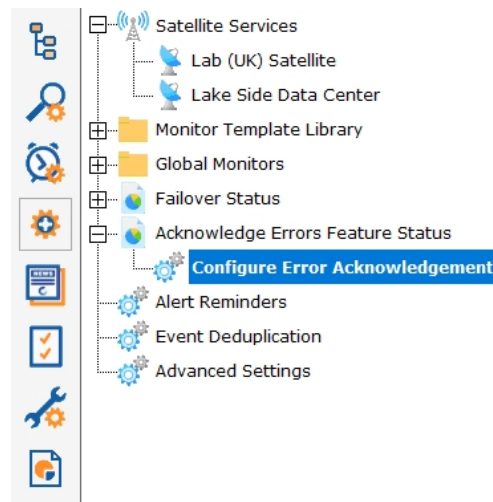 Satellite Services
Lab (UK) Satellite
Lake Side Data Center
Monitor Template Library
Global Monitors
Failover Status
Acknowledge Errors Feature Status
Configure Error Acknowledgement
NEWS
Alert Reminders
Event Deduplication
Advanced Settings